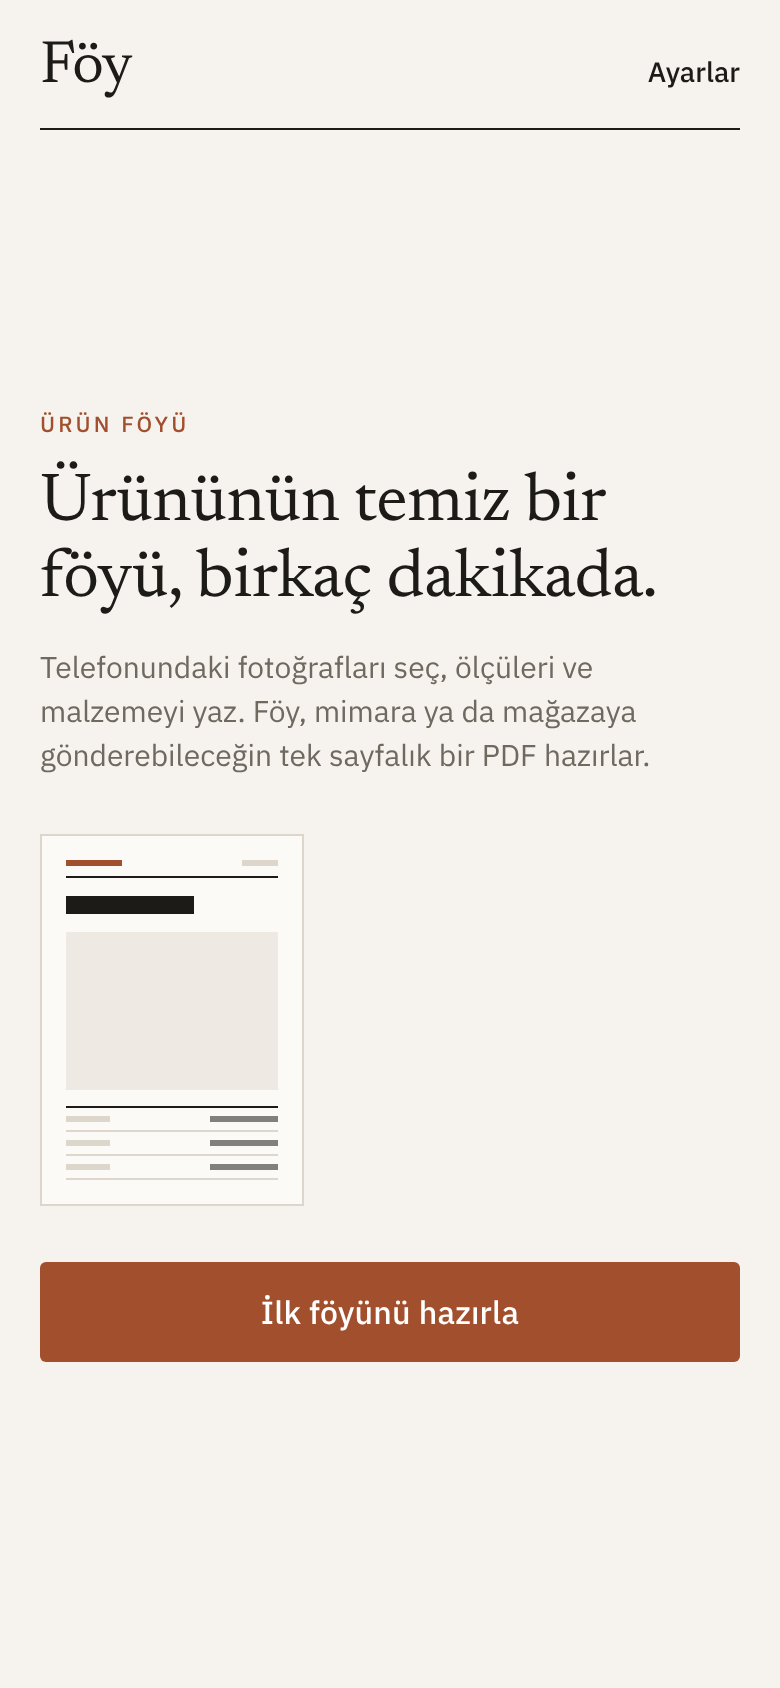 Föy
Ayarlar
ÜRÜN FÖYÜ
Ürününün temiz bir
föyü, birkaç dakikada.
Telefonundaki fotoğrafları seç, ölçüleri ve
malzemeyi yaz. Föy, mimara ya da mağazaya
gönderebileceğin tek sayfalık bir PDF hazırlar.
İlk föyünü hazırla